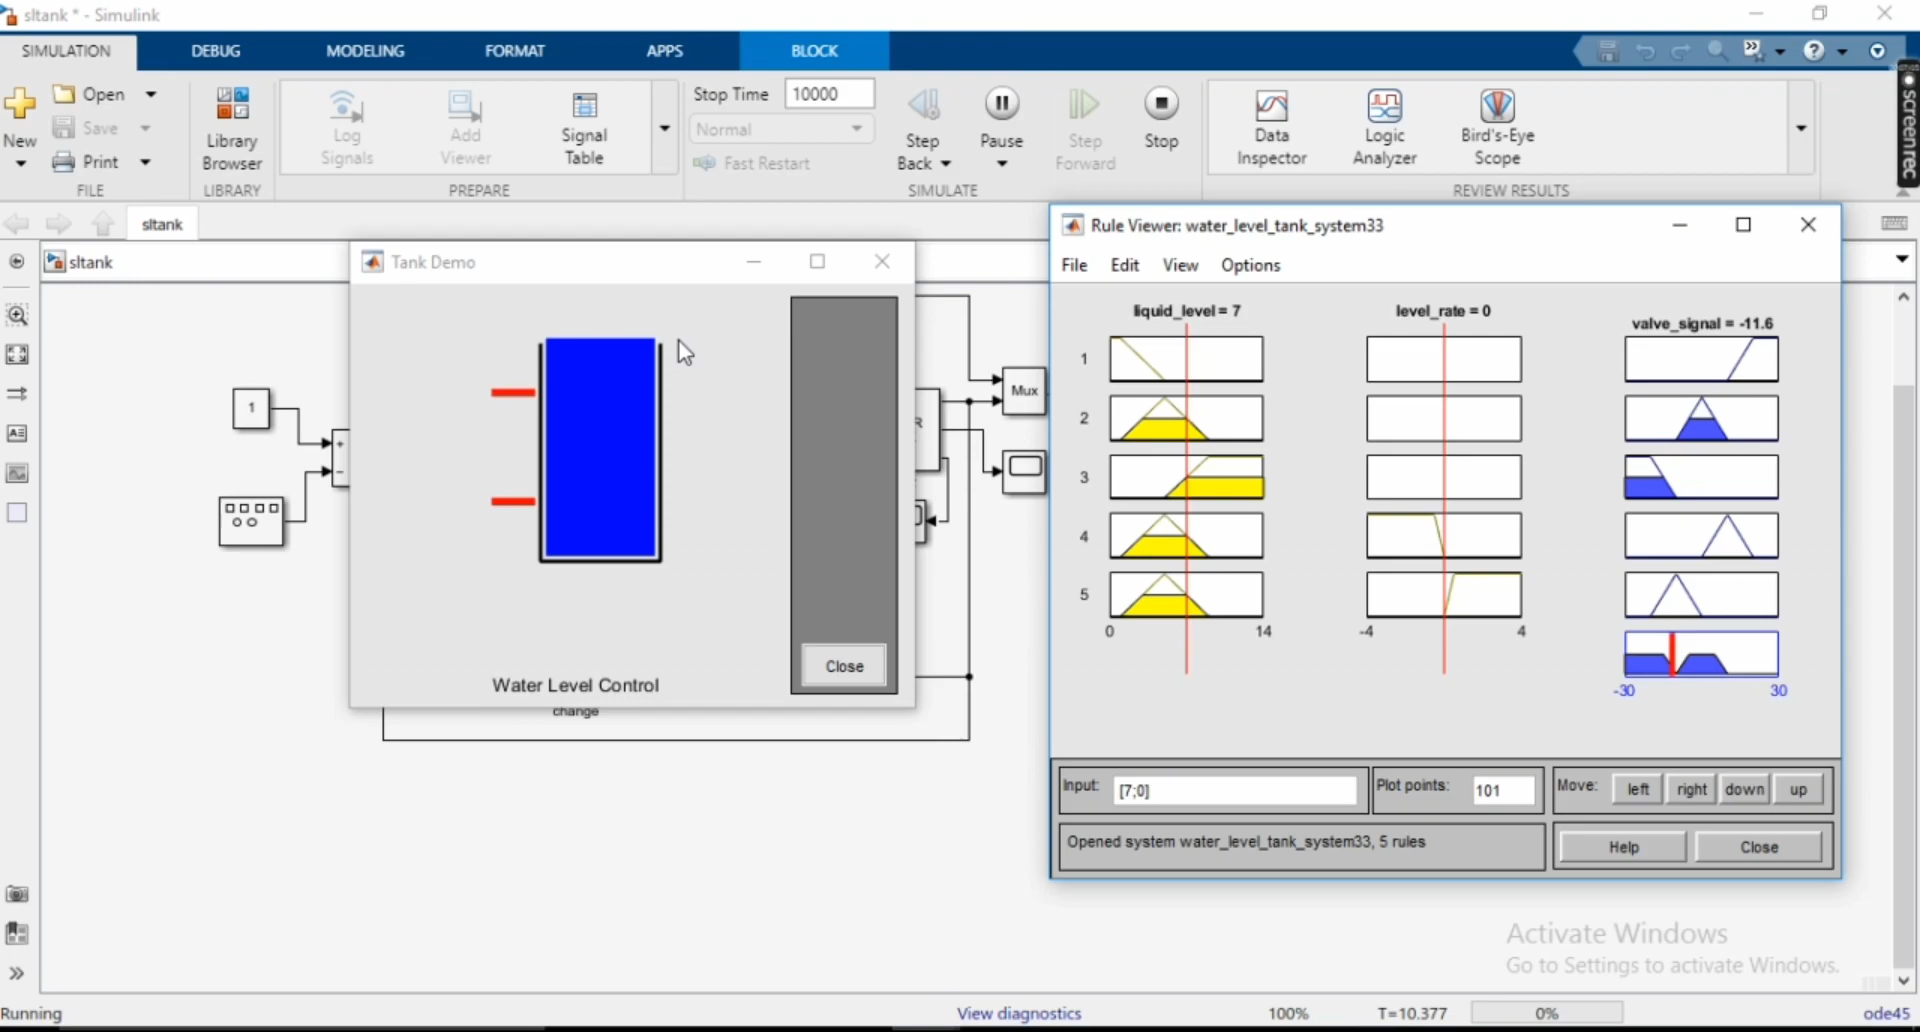 sltank * - Simulink
SIMULATION DEBUG MODELING FORMAT APPS BLOCK
New
Open
Save
Print
FILE
Library Browser
LIBRARY
Log Signals
Add Viewer
Signal Table
PREPARE
Stop Time 10000
Normal
Fast Restart
Step Back
Pause
Step Forward
Stop
SIMULATE
Data Inspector
Logic Analyzer
Bird's-Eye Scope
REVIEW RESULTS
screenrec
sltank
sltank
1
+
-
Mux
R
change
Tank Demo
Water Level Control
Close
Rule Viewer: water_level_tank_system33
File Edit View Options
liquid_level = 7
level_rate = 0
valve_signal = -11.6
1
2
3
4
5
0 14
-4 4
-30 30
Input: [7;0]
Plot points: 101
Move: left right down up
Opened system water_level_tank_system33, 5 rules
Help Close
Activate Windows
Go to Settings to activate Windows.
Running
View diagnostics
100%
T=10.377
0%
ode45